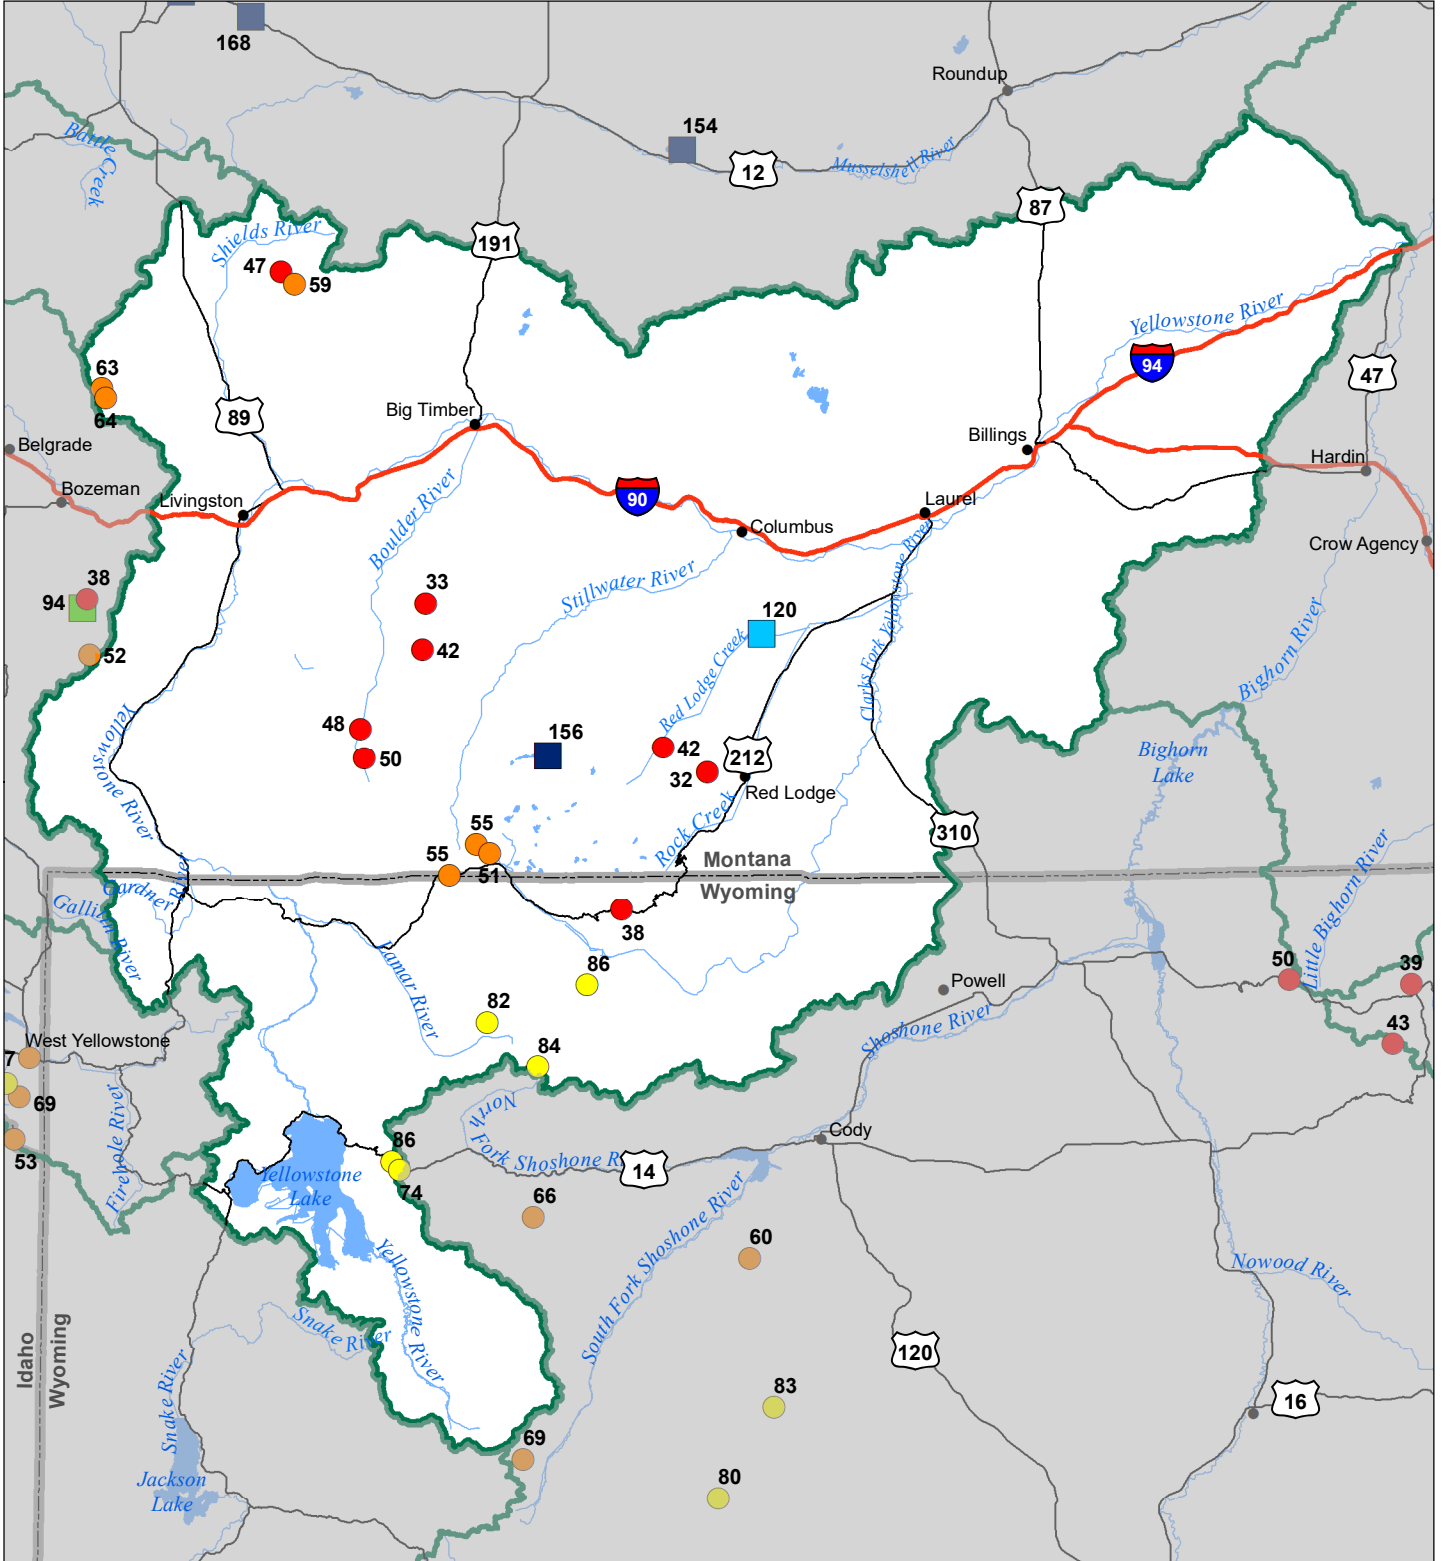 168
Roundup
Battle
Creek
154
12
Musselshell River
87
Shields River
191
47
59
Yellowstone River
94
47
63
64
89
Big Timber
Billings
Belgrade
Hardin
Bozeman
Livingston
90
Laurel
Columbus
Crow Agency
Boulder River
Stillwater River
Clarks Fork Yellowstone River
38
94
33
120
52
42
Red Lodge Creek
Bighorn River
Yellowstone River
48
50
156
42
32
212
Red Lodge
Bighorn
Lake
Rock Creek
310
55
55
51
Montana
Wyoming
Little Bighorn River
Gardner River
Gallitin River
38
Lamar River
86
50
39
82
Powell
43
Shoshone River
West Yellowstone
7
84
69
Firehole River
North
Fork Shoshone R
53
86
74
Cody
14
Yellowstone
Lake
66
South Fork Shoshone River
60
Yellowstone River
Nowood River
Snake River
Idaho
Wyoming
120
Snake River
83
16
69
80
Jackson
Lake